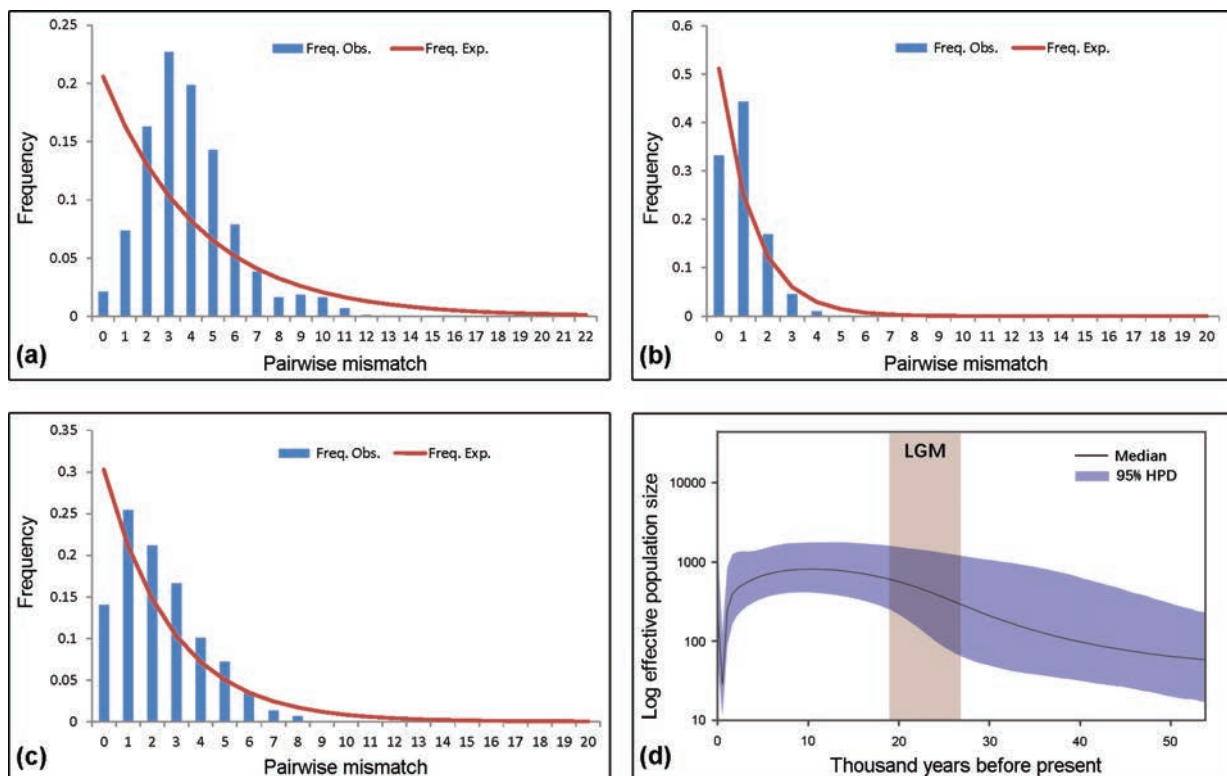 0.25
Freq. Obs. Freq. Exp.
0.2
0.15
0.1
0.05
0
Frequency
0 1 2 3 4 5 6 7 8 9 10 11 12 13 14 15 16 17 18 19 20 21 22
(a) Pairwise mismatch
0.6
Freq. Obs. Freq. Exp.
0.5
0.4
0.3
0.2
0.1
0
Frequency
0 1 2 3 4 5 6 7 8 9 10 11 12 13 14 15 16 17 18 19 20
(b) Pairwise mismatch
0.35
Freq. Obs. Freq. Exp.
0.3
0.25
0.2
0.15
0.1
0.05
0
Frequency
0 1 2 3 4 5 6 7 8 9 10 11 12 13 14 15 16 17 18 19 20
(c) Pairwise mismatch
LGM
Median
95% HPD
10000
1000
100
10
Log effective population size
0 10 20 30 40 50
(d) Thousand years before present